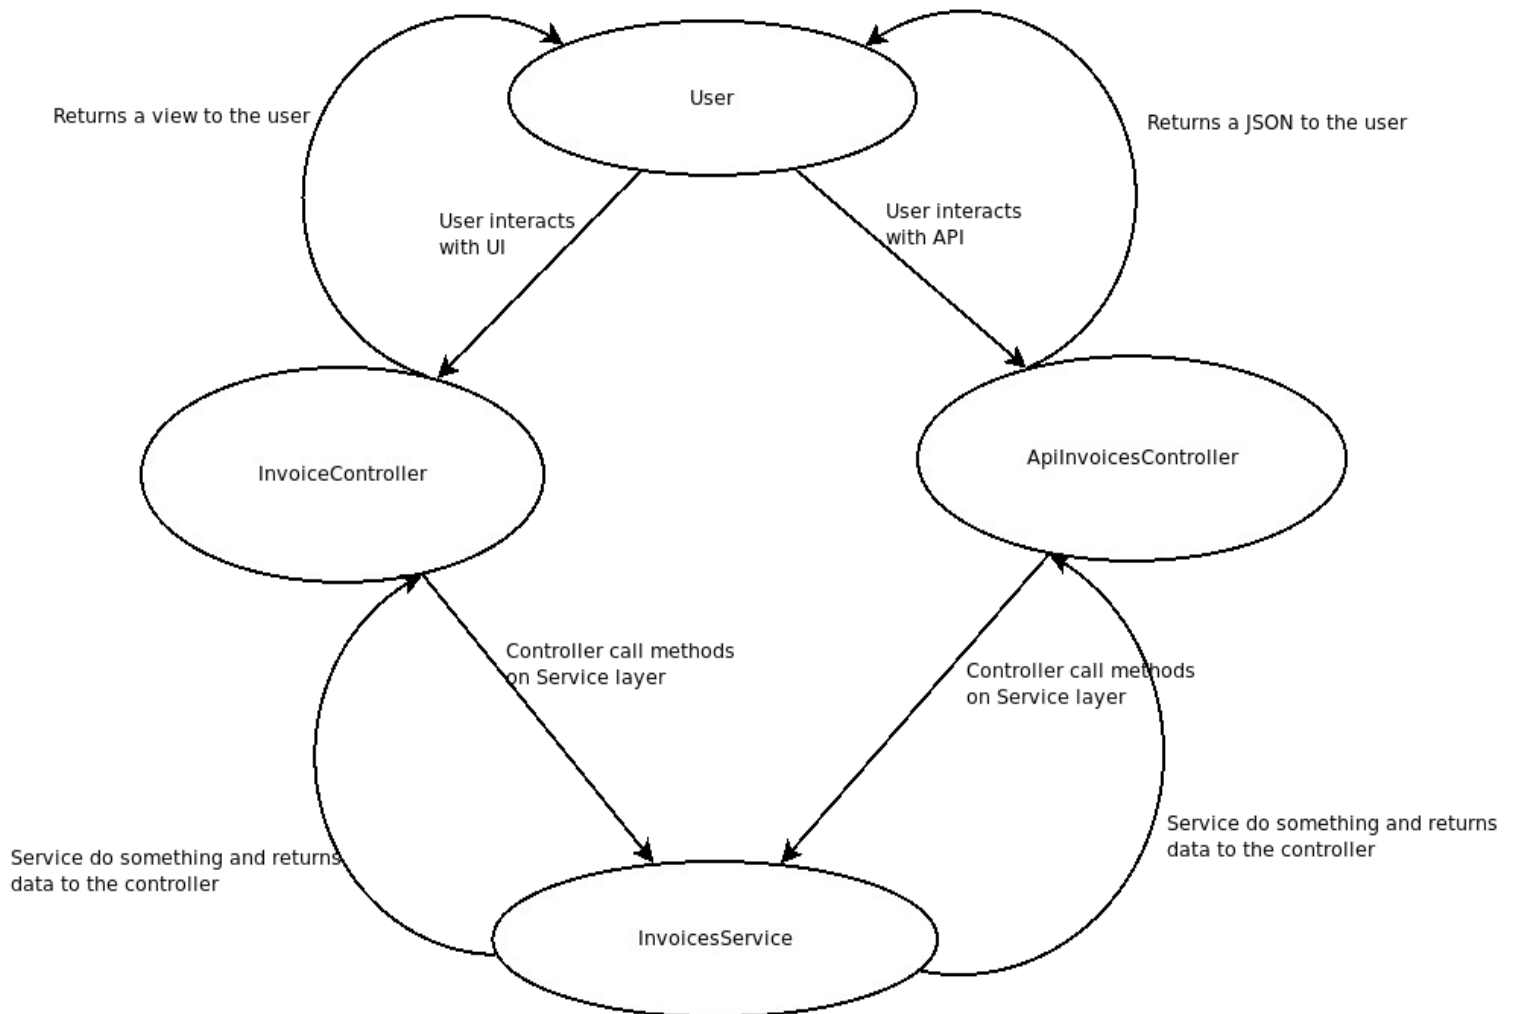 User
Returns a view to the user
Returns a JSON to the user
User interacts
with UI
User interacts
with API
InvoiceController
ApiInvoicesController
Controller call methods
on Service layer
Controller call methods
on Service layer
Service do something and returns
data to the controller
Service do something and returns
data to the controller
InvoicesService